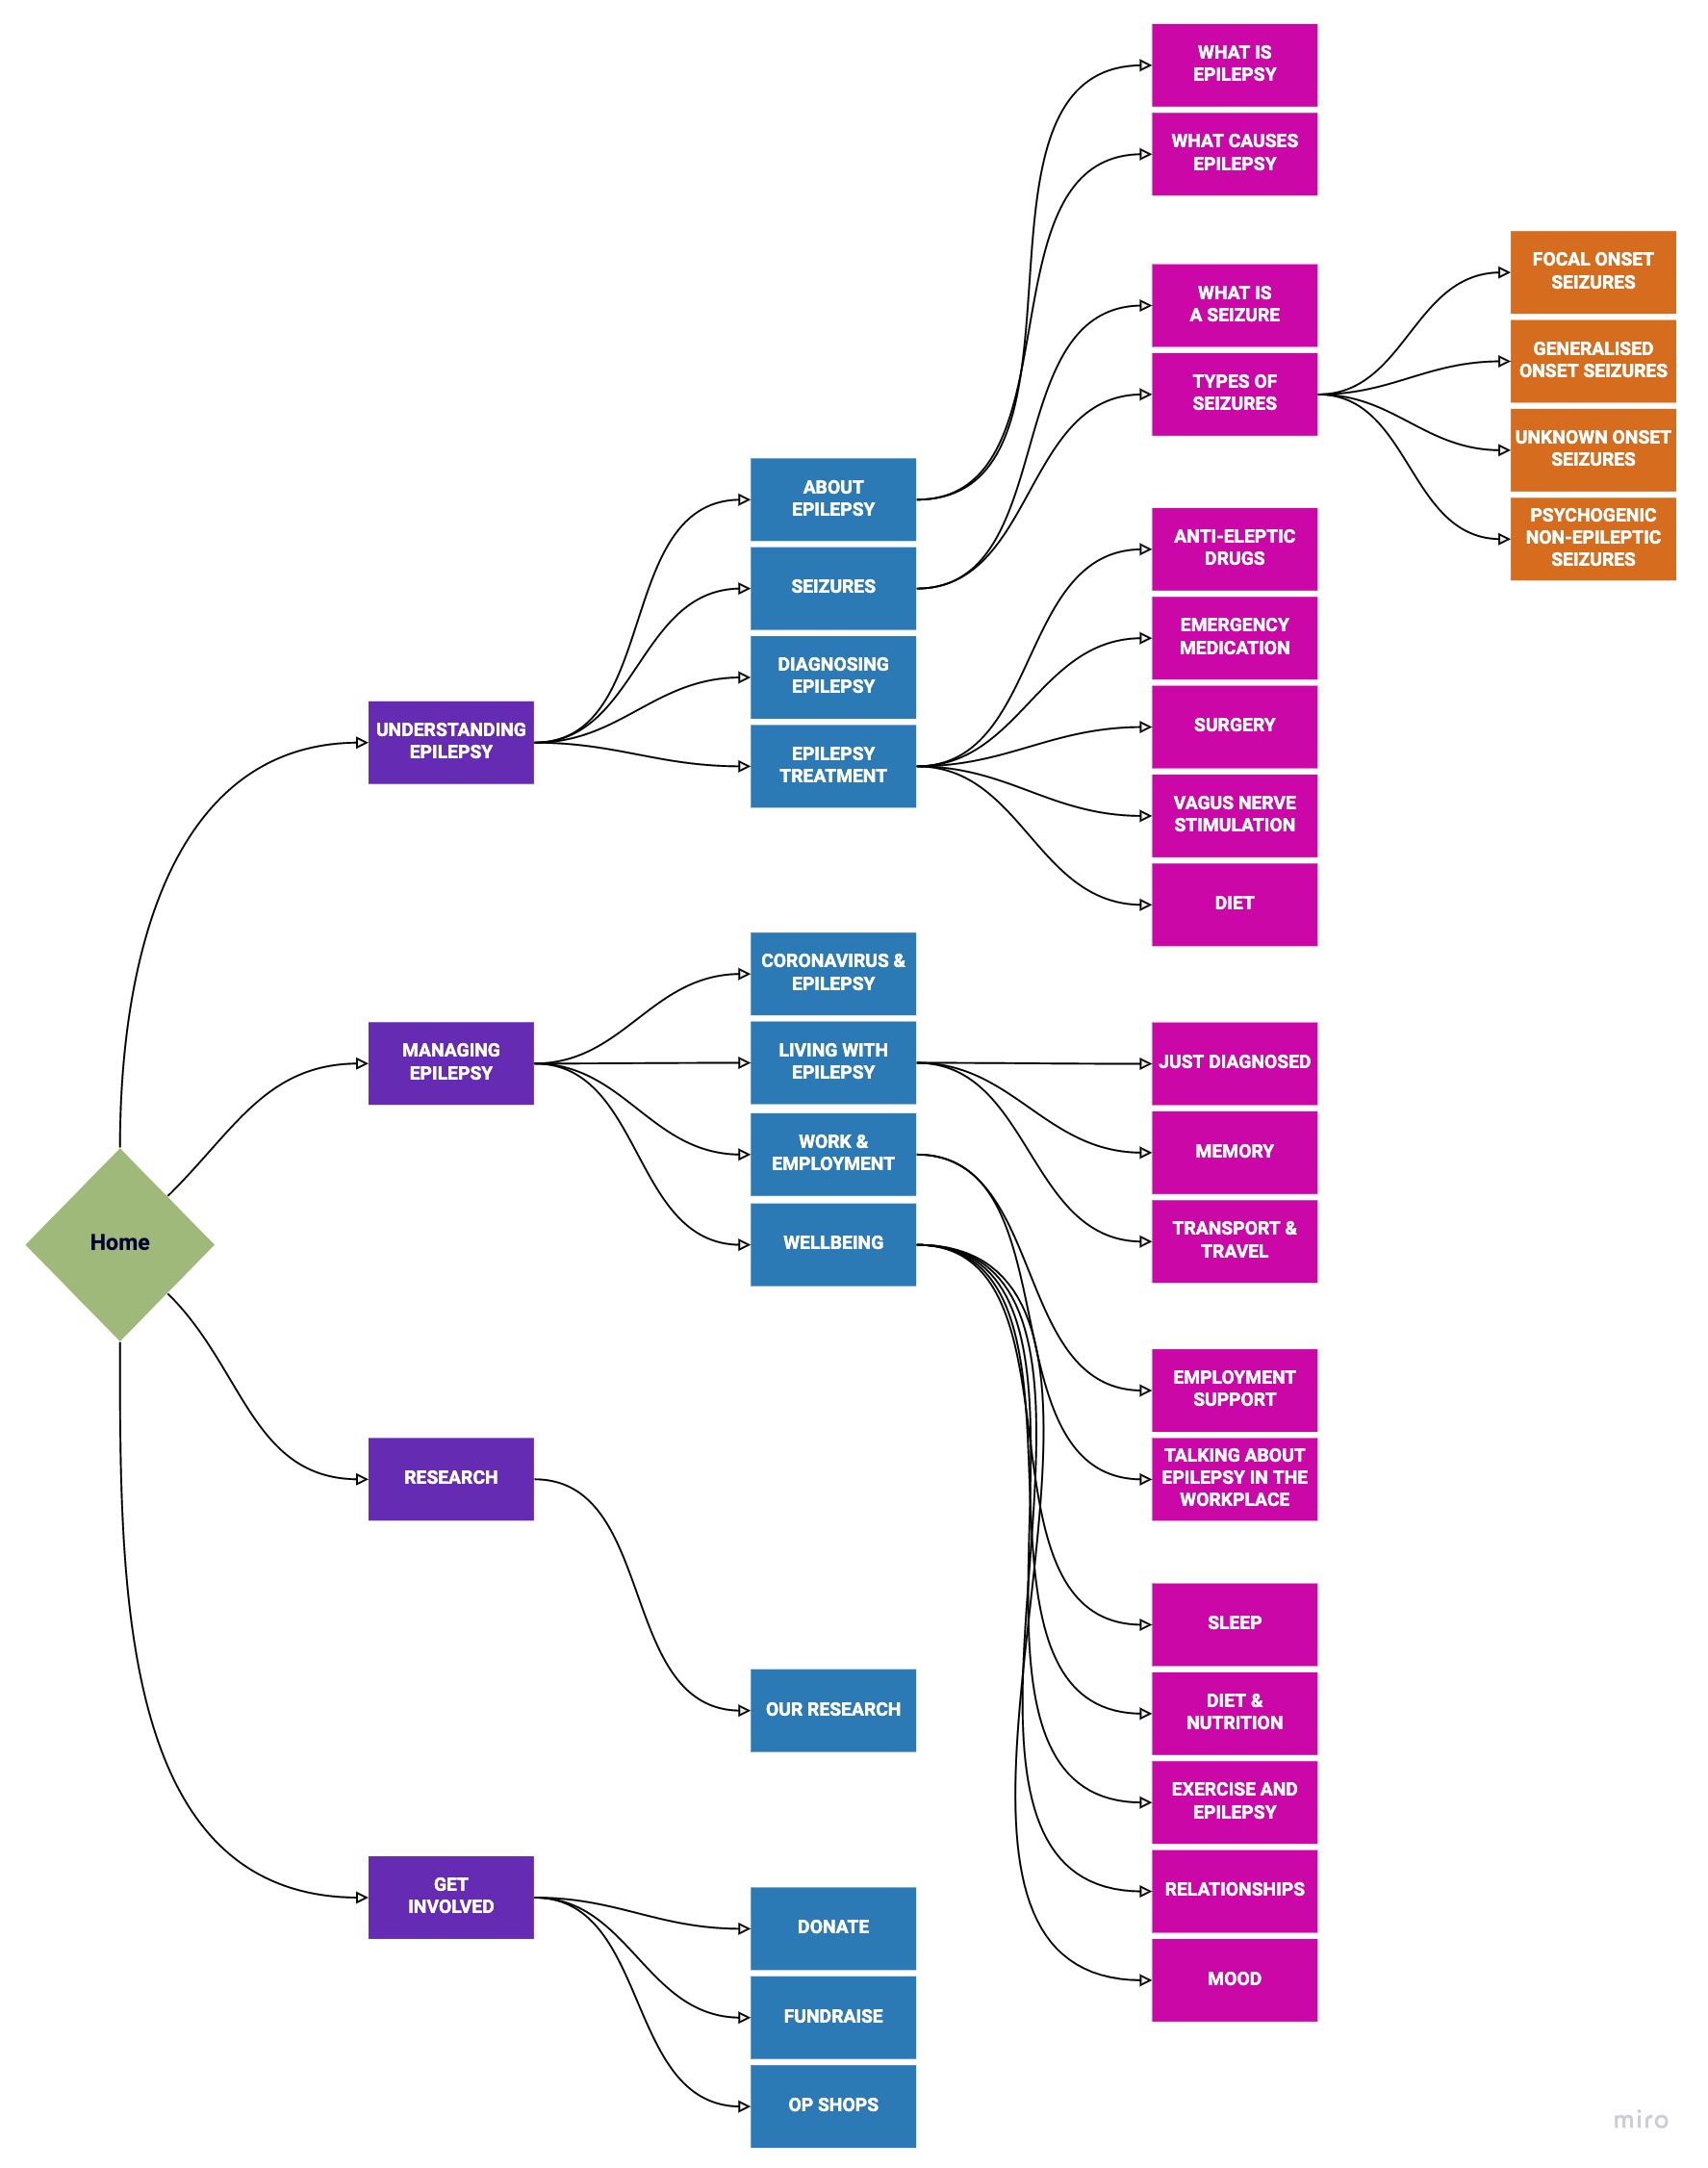 WHAT IS
EPILEPSY
WHAT CAUSES
EPILEPSY
WHAT IS
A SEIZURE
TYPES OF
SEIZURES
FOCAL ONSET
SEIZURES
GENERALISED
ONSET SEIZURES
UNKNOWN ONSET
SEIZURES
PSYCHOGENIC
NON-EPILEPTIC
SEIZURES
ABOUT
EPILEPSY
SEIZURES
DIAGNOSING
EPILEPSY
EPILEPSY
TREATMENT
ANTI-ELEPTIC
DRUGS
EMERGENCY
MEDICATION
SURGERY
VAGUS NERVE
STIMULATION
DIET
UNDERSTANDING
EPILEPSY
MANAGING
EPILEPSY
CORONAVIRUS &
EPILEPSY
LIVING WITH
EPILEPSY
WORK &
EMPLOYMENT
WELLBEING
JUST DIAGNOSED
MEMORY
TRANSPORT &
TRAVEL
Home
EMPLOYMENT
SUPPORT
TALKING ABOUT
EPILEPSY IN THE
WORKPLACE
RESEARCH
OUR RESEARCH
SLEEP
DIET &
NUTRITION
EXERCISE AND
EPILEPSY
RELATIONSHIPS
MOOD
GET
INVOLVED
DONATE
FUNDRAISE
OP SHOPS
miro